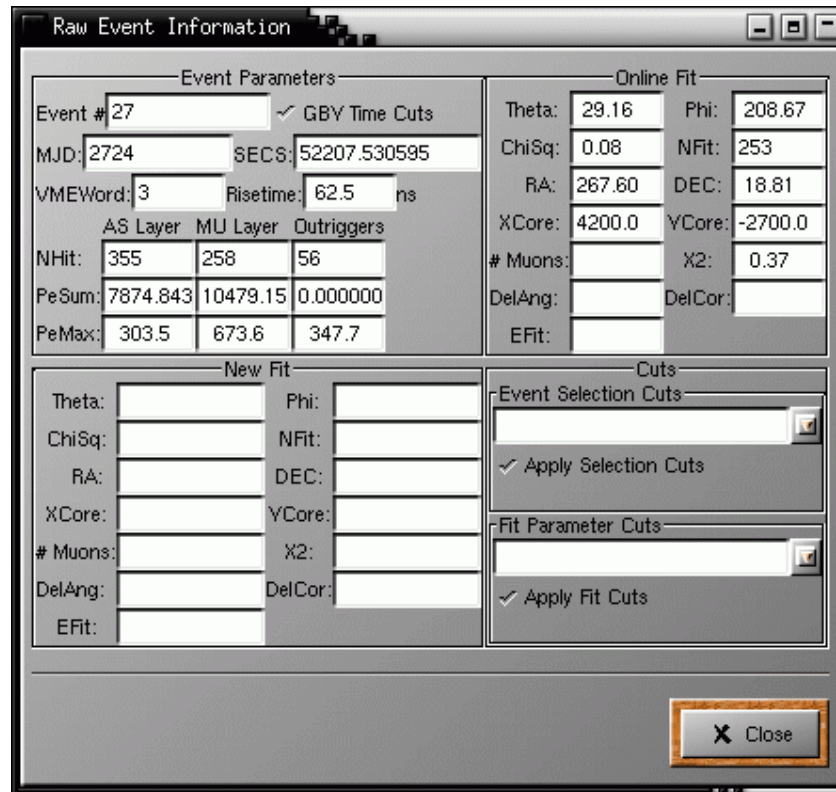 Raw Event Information
Event Parameters
Event # 27 GBV Time Cuts
MJD: 2724 SECS: 52207.530595
VMEWord: 3 Risetime: 62.5 ns
AS Layer MU Layer Outriggers
NHit: 355 258 56
PeSum: 7874.843 10479.15 0.000000
PeMax: 303.5 673.6 347.7
Online Fit
Theta: 29.16 Phi: 208.67
ChiSq: 0.08 NFit: 253
RA: 267.60 DEC: 18.81
XCore: 4200.0 YCore: -2700.0
# Muons: X2: 0.37
DelAng: DelCor:
EFit:
New Fit
Theta: Phi:
ChiSq: NFit:
RA: DEC:
XCore: YCore:
# Muons: X2:
DelAng: DelCor:
EFit:
Cuts
Event Selection Cuts
Apply Selection Cuts
Fit Parameter Cuts
Apply Fit Cuts
Close